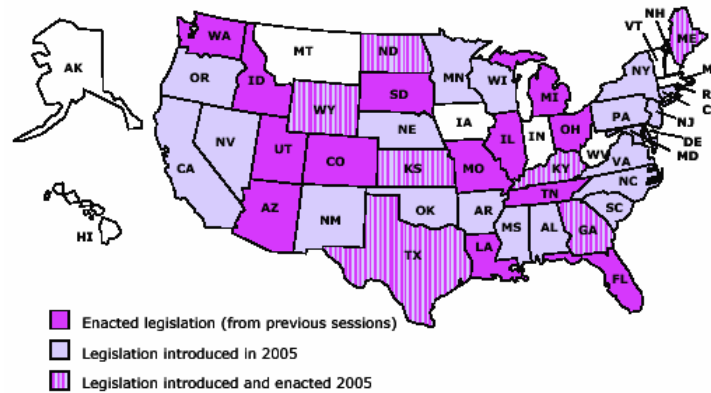 NH
VT
WA
ME
MT
ND
AK
OR
MN
ID
WI
NY
M
SD
MI
R
WY
C
PA
IA
NJ
NE
OH
NV
IL
IN
DE
UT
WV
MD
CO
VA
CA
KS
MO
KY
NC
TN
OK
AZ
NM
AR
SC
HI
MS
AL
GA
TX
LA
FL
Enacted legislation (from previous sessions)
Legislation introduced in 2005
Legislation introduced and enacted 2005